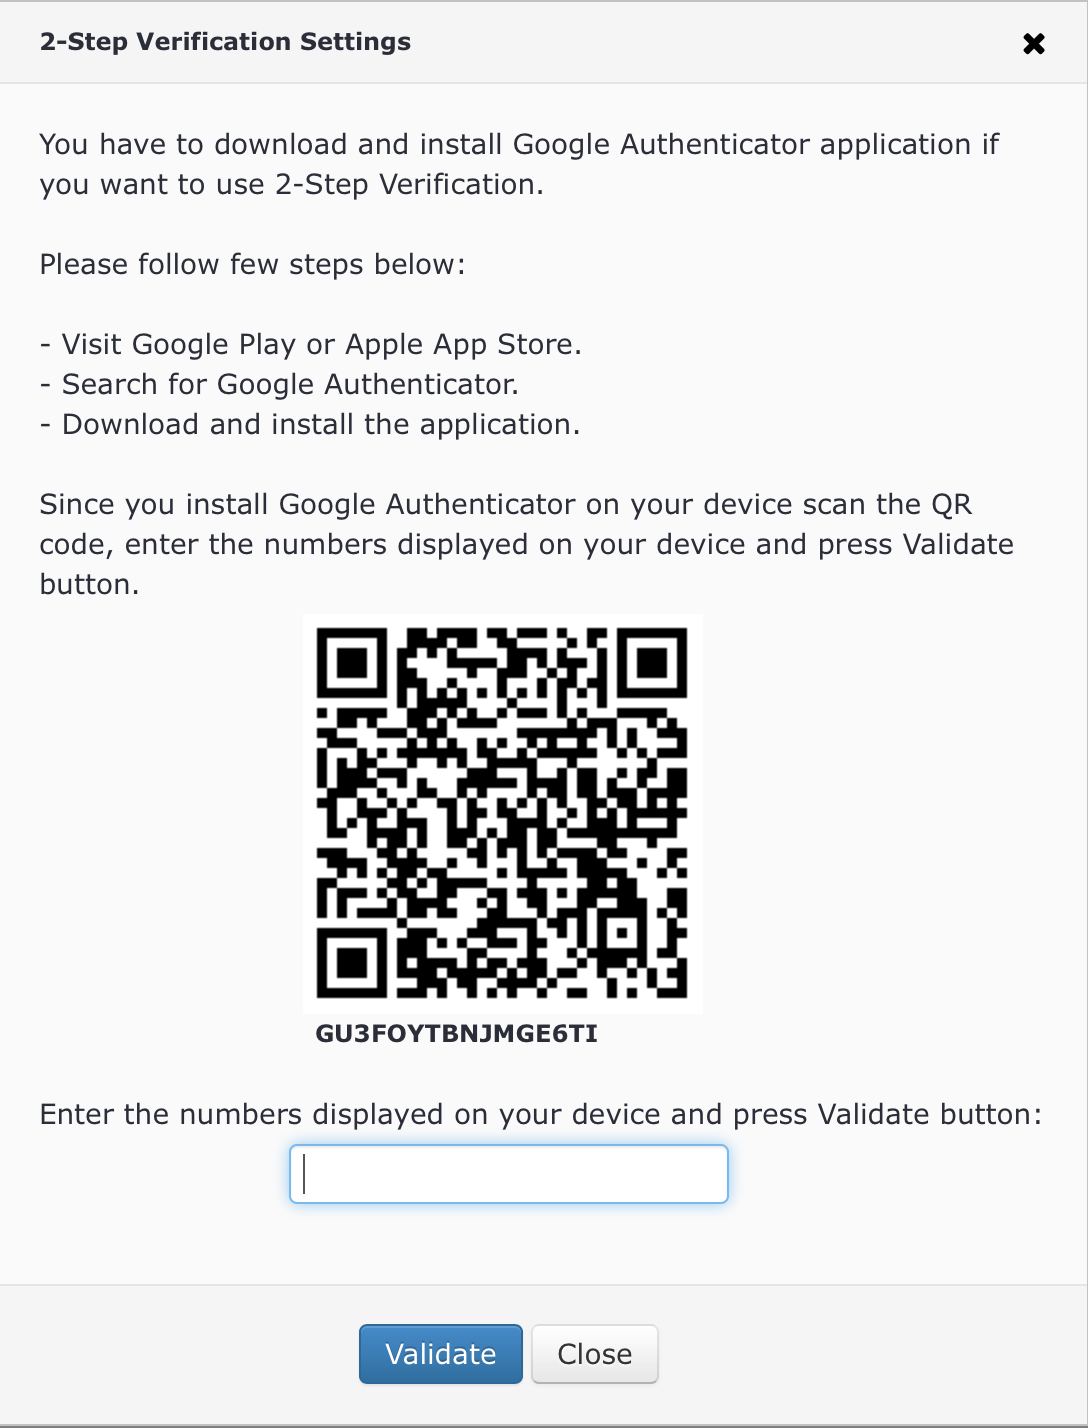 2-Step Verification Settings
You have to download and install Google Authenticator application if
you want to use 2-Step Verification.
Please follow few steps below:
- Visit Google Play or Apple App Store.
- Search for Google Authenticator.
- Download and install the application.
Since you install Google Authenticator on your device scan the QR
code, enter the numbers displayed on your device and press Validate
button.
GU3FOYTBNJMGE6TI
Enter the numbers displayed on your device and press Validate button:
Validate Close